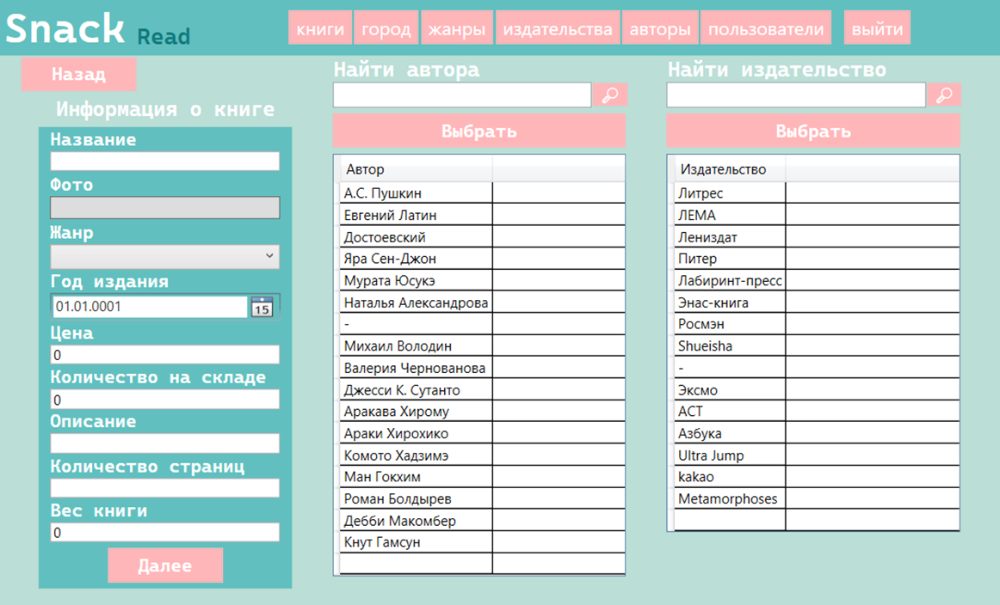 Snack Read
книги город жанры издательства авторы пользователи выйти
Назад
Информация о книге
Название
Фото
Жанр
Год издания
01.01.0001 15
Цена
0
Количество на складе
0
Описание
Количество страниц
Вес книги
0
Далее
Найти автора
Выбрать
Автор
А.С. Пушкин
Евгений Латин
Достоевский
Яра Сен-Джон
Мурата Юсукэ
Наталья Александрова
-
Михаил Володин
Валерия Чернованова
Джесси К. Сутанто
Аракава Хирому
Араки Хирохико
Комото Хадзимэ
Ман Гокхим
Роман Болдырев
Дебби Макомбер
Кнут Гамсун
Найти издательство
Выбрать
Издательство
Литрес
ЛЕМА
Лениздат
Питер
Лабиринт-пресс
Энас-книга
Росмэн
Shueisha
-
Эксмо
АСТ
Азбука
Ultra Jump
kakao
Metamorphoses